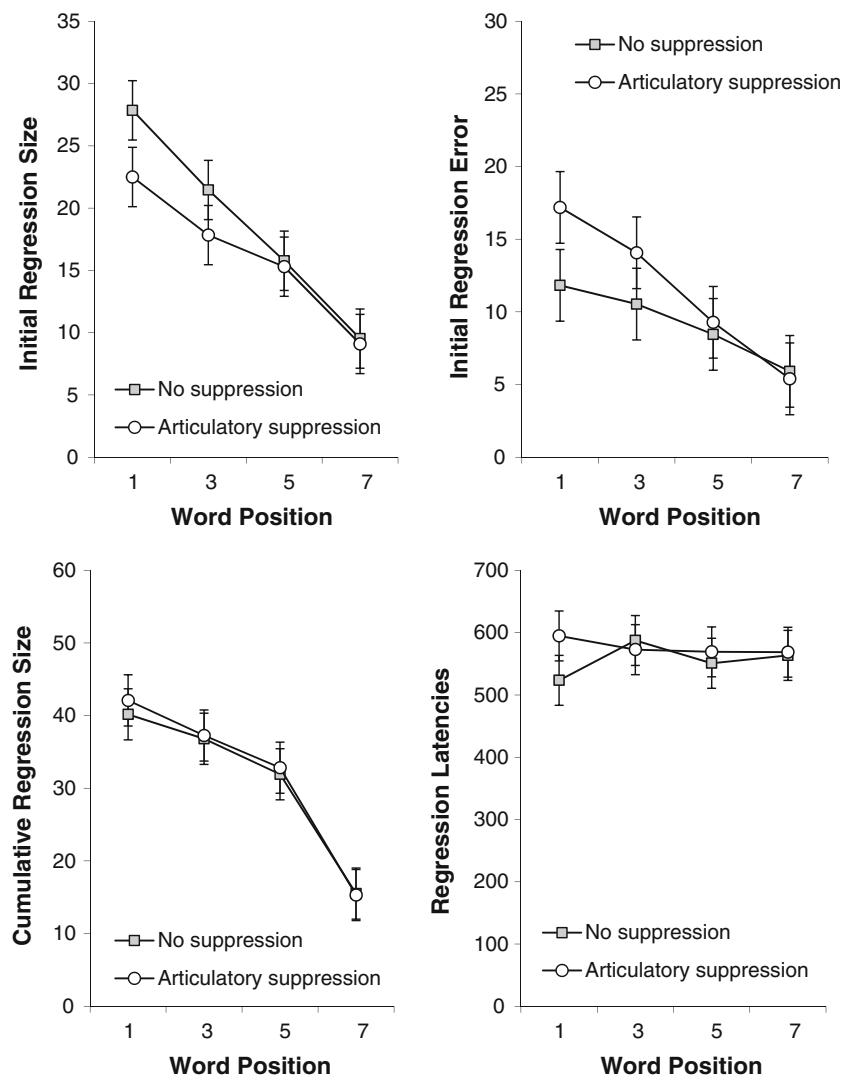 35
30
25
20
15
10
5
0
Initial Regression Size
No suppression
Articulatory suppression
1 3 5 7
Word Position
30
25
20
15
10
5
0
Initial Regression Error
No suppression
Articulatory suppression
1 3 5 7
Word Position
60
50
40
30
20
10
0
Cumulative Regression Size
No suppression
Articulatory suppression
1 3 5 7
Word Position
700
600
500
400
300
200
100
0
Regression Latencies
No suppression
Articulatory suppression
1 3 5 7
Word Position